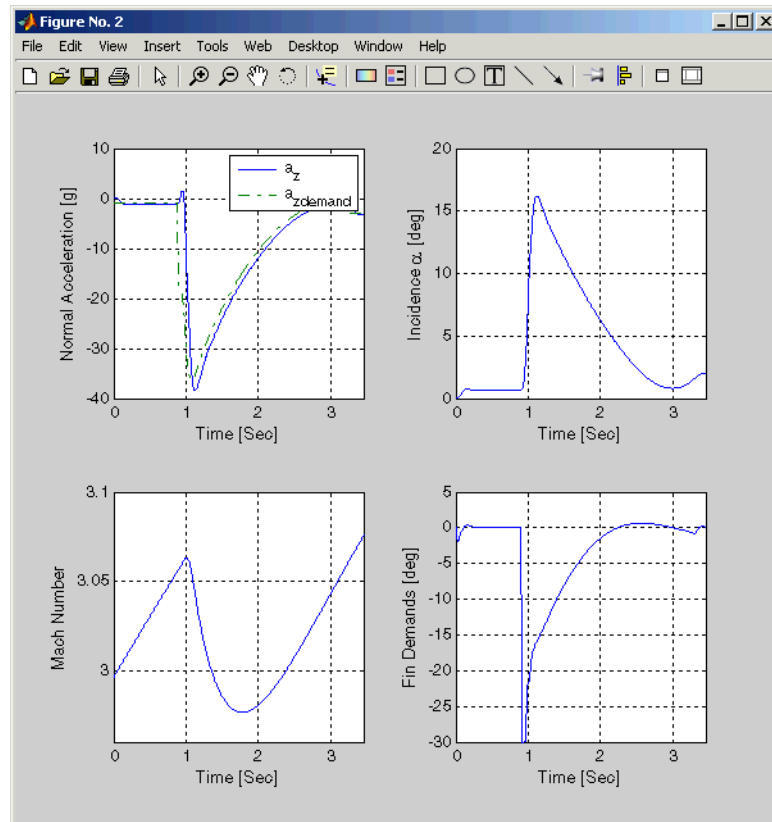 Figure No. 2
File Edit View Insert Tools Web Desktop Window Help
10
0
-10
-20
-30
-40
Normal Acceleration [g]
a_z
a_zdemand
0 1 2 3
Time [Sec]
20
15
10
5
0
Incidence α [deg]
0 1 2 3
Time [Sec]
3.1
3.05
3
Mach Number
0 1 2 3
Time [Sec]
5
0
-5
-10
-15
-20
-25
-30
Fin Demands [deg]
0 1 2 3
Time [Sec]